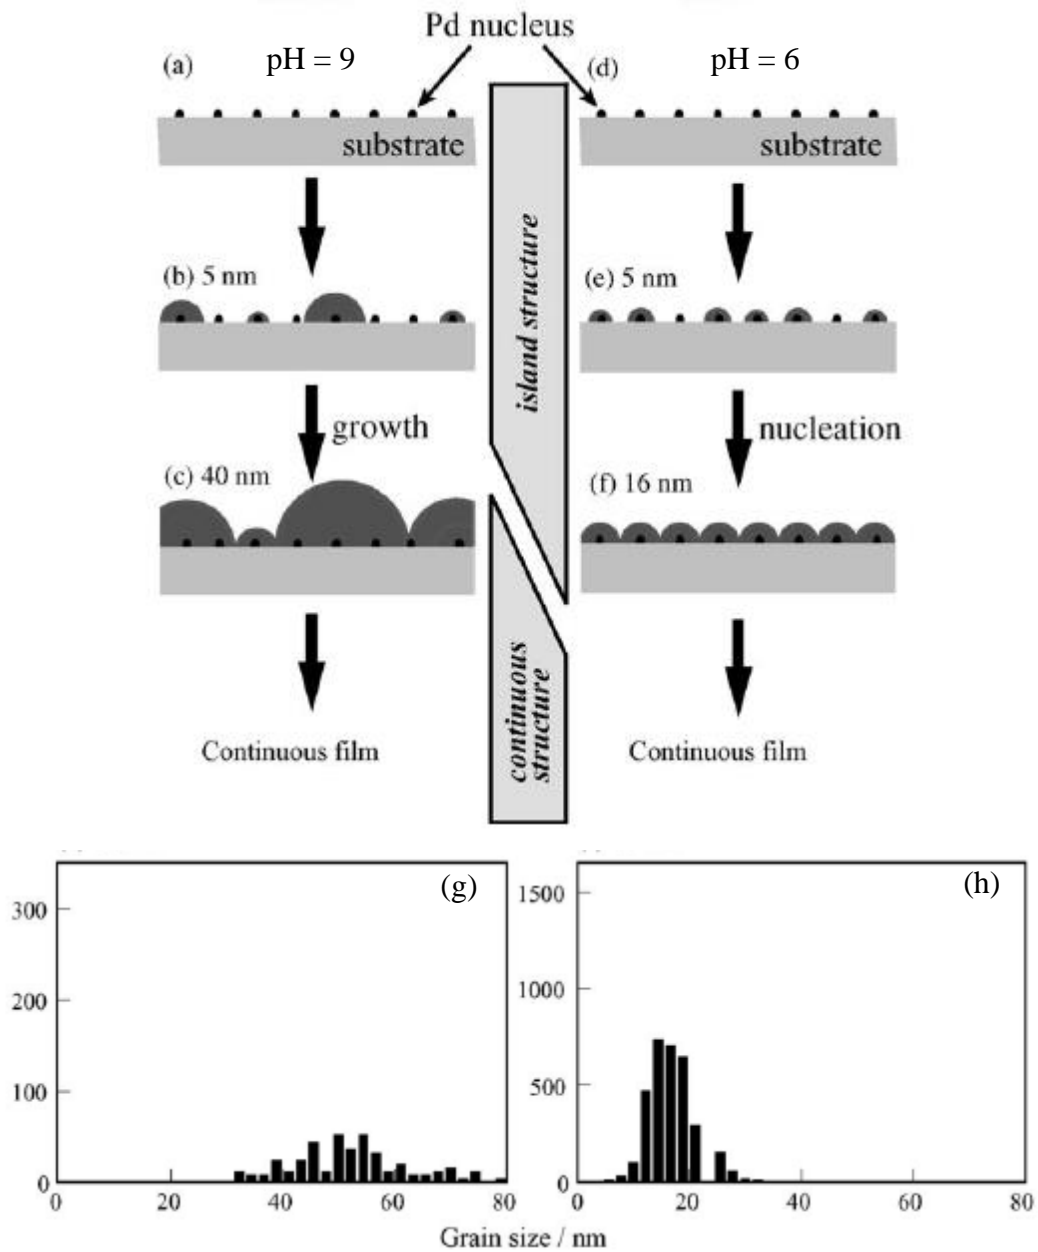 Pd nucleus
(a)
pH = 9
(d)
pH = 6
substrate
substrate
island structure
(b) 5 nm
(e) 5 nm
growth
nucleation
(c) 40 nm
(f) 16 nm
continuous
structure
Continuous film
Continuous film
(g)
300
200
100
0
0
20
40
60
80
(h)
1500
1000
500
0
0
20
40
60
80
Grain size / nm